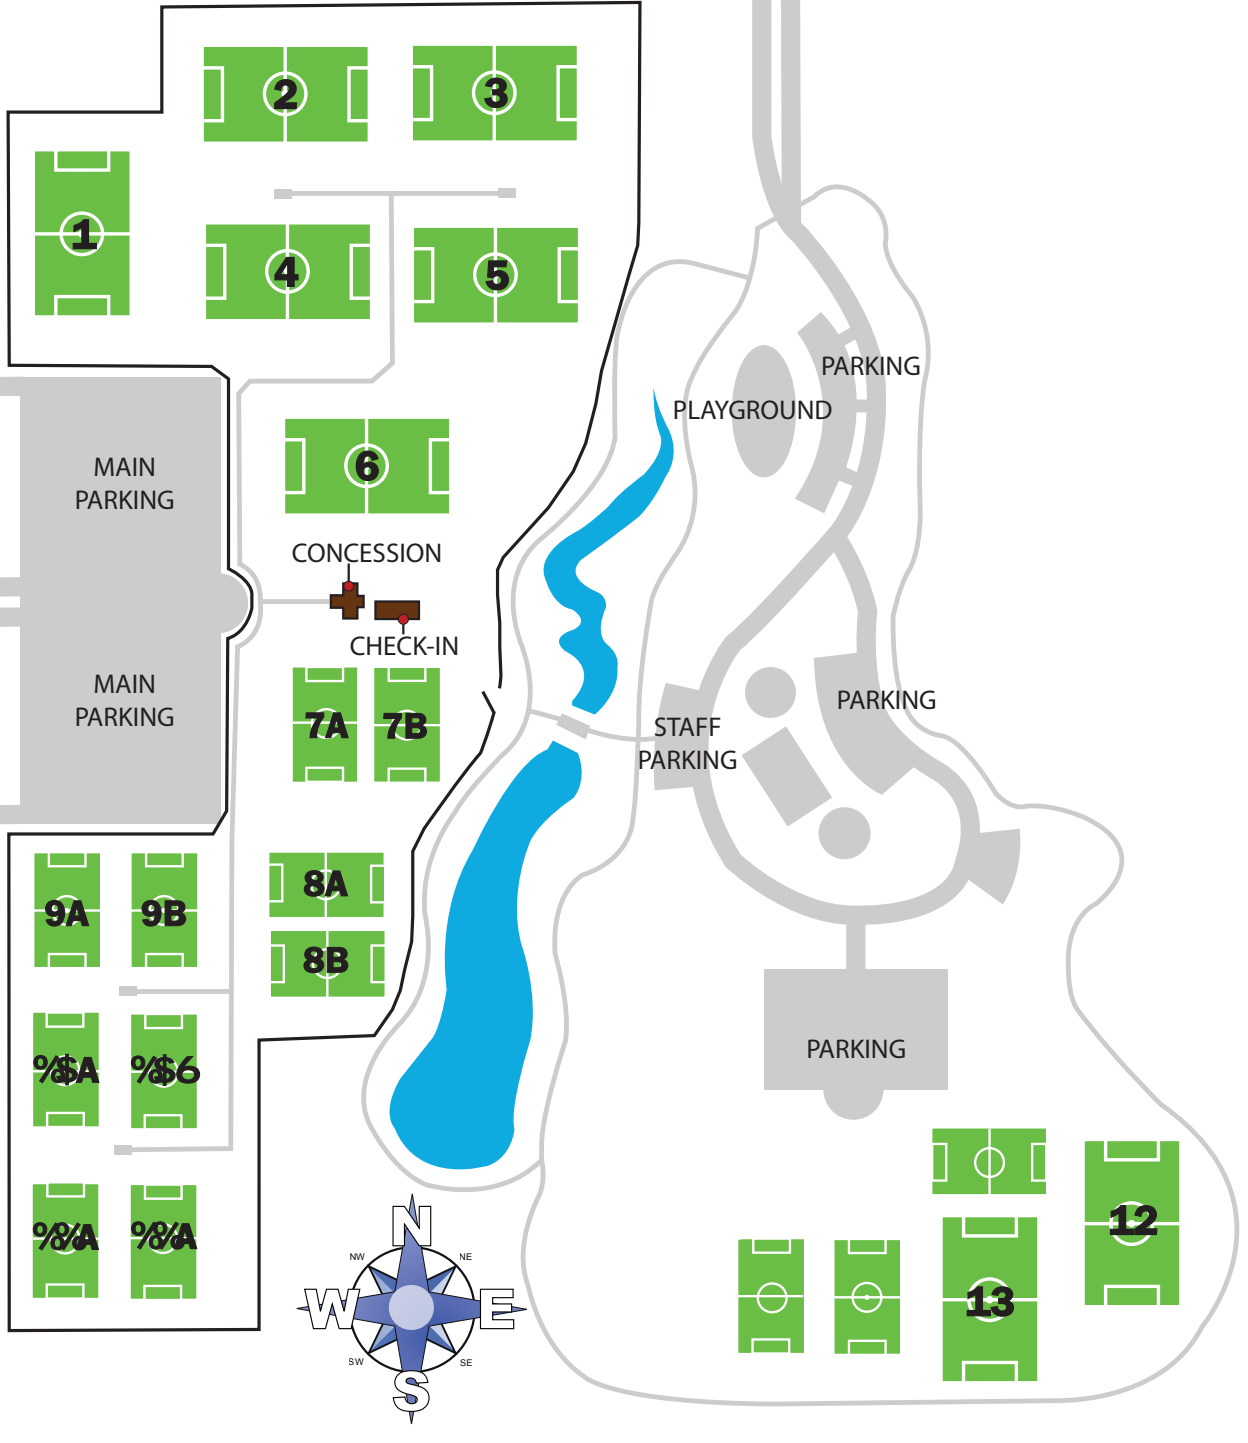 2
3
1
4
5
PARKING
PLAYGROUND
MAIN
PARKING
6
CONCESSION
CHECK-IN
MAIN
PARKING
7A
7B
PARKING
STAFF
PARKING
8A
9A
9B
8B
PARKING
%$A
%$6
%%A
%%A
N
NW
NE
W
E
SW
SE
S
12
13